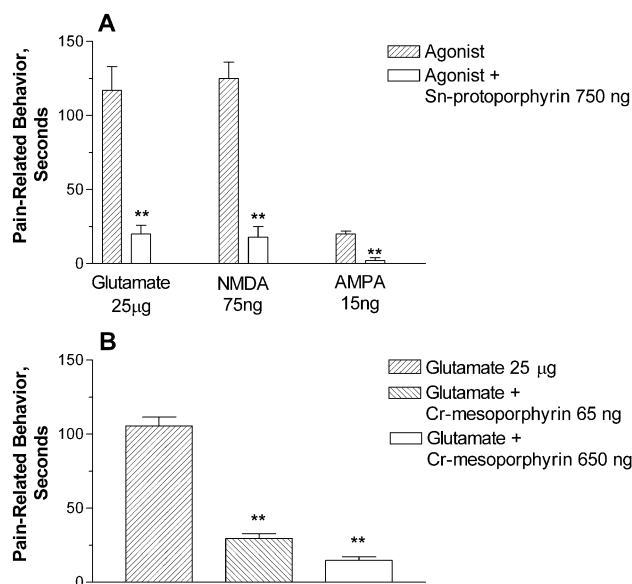 A
Pain-Related Behavior,
Seconds
150
100
50
0
Agonist
Agonist +
Sn-protoporphyrin 750 ng
**
**
**
Glutamate
25µg
NMDA
75ng
AMPA
15ng
B
Pain-Related Behavior,
Seconds
150
100
50
0
Glutamate 25 µg
Glutamate +
Cr-mesoporphyrin 65 ng
Glutamate +
Cr-mesoporphyrin 650 ng
**
**